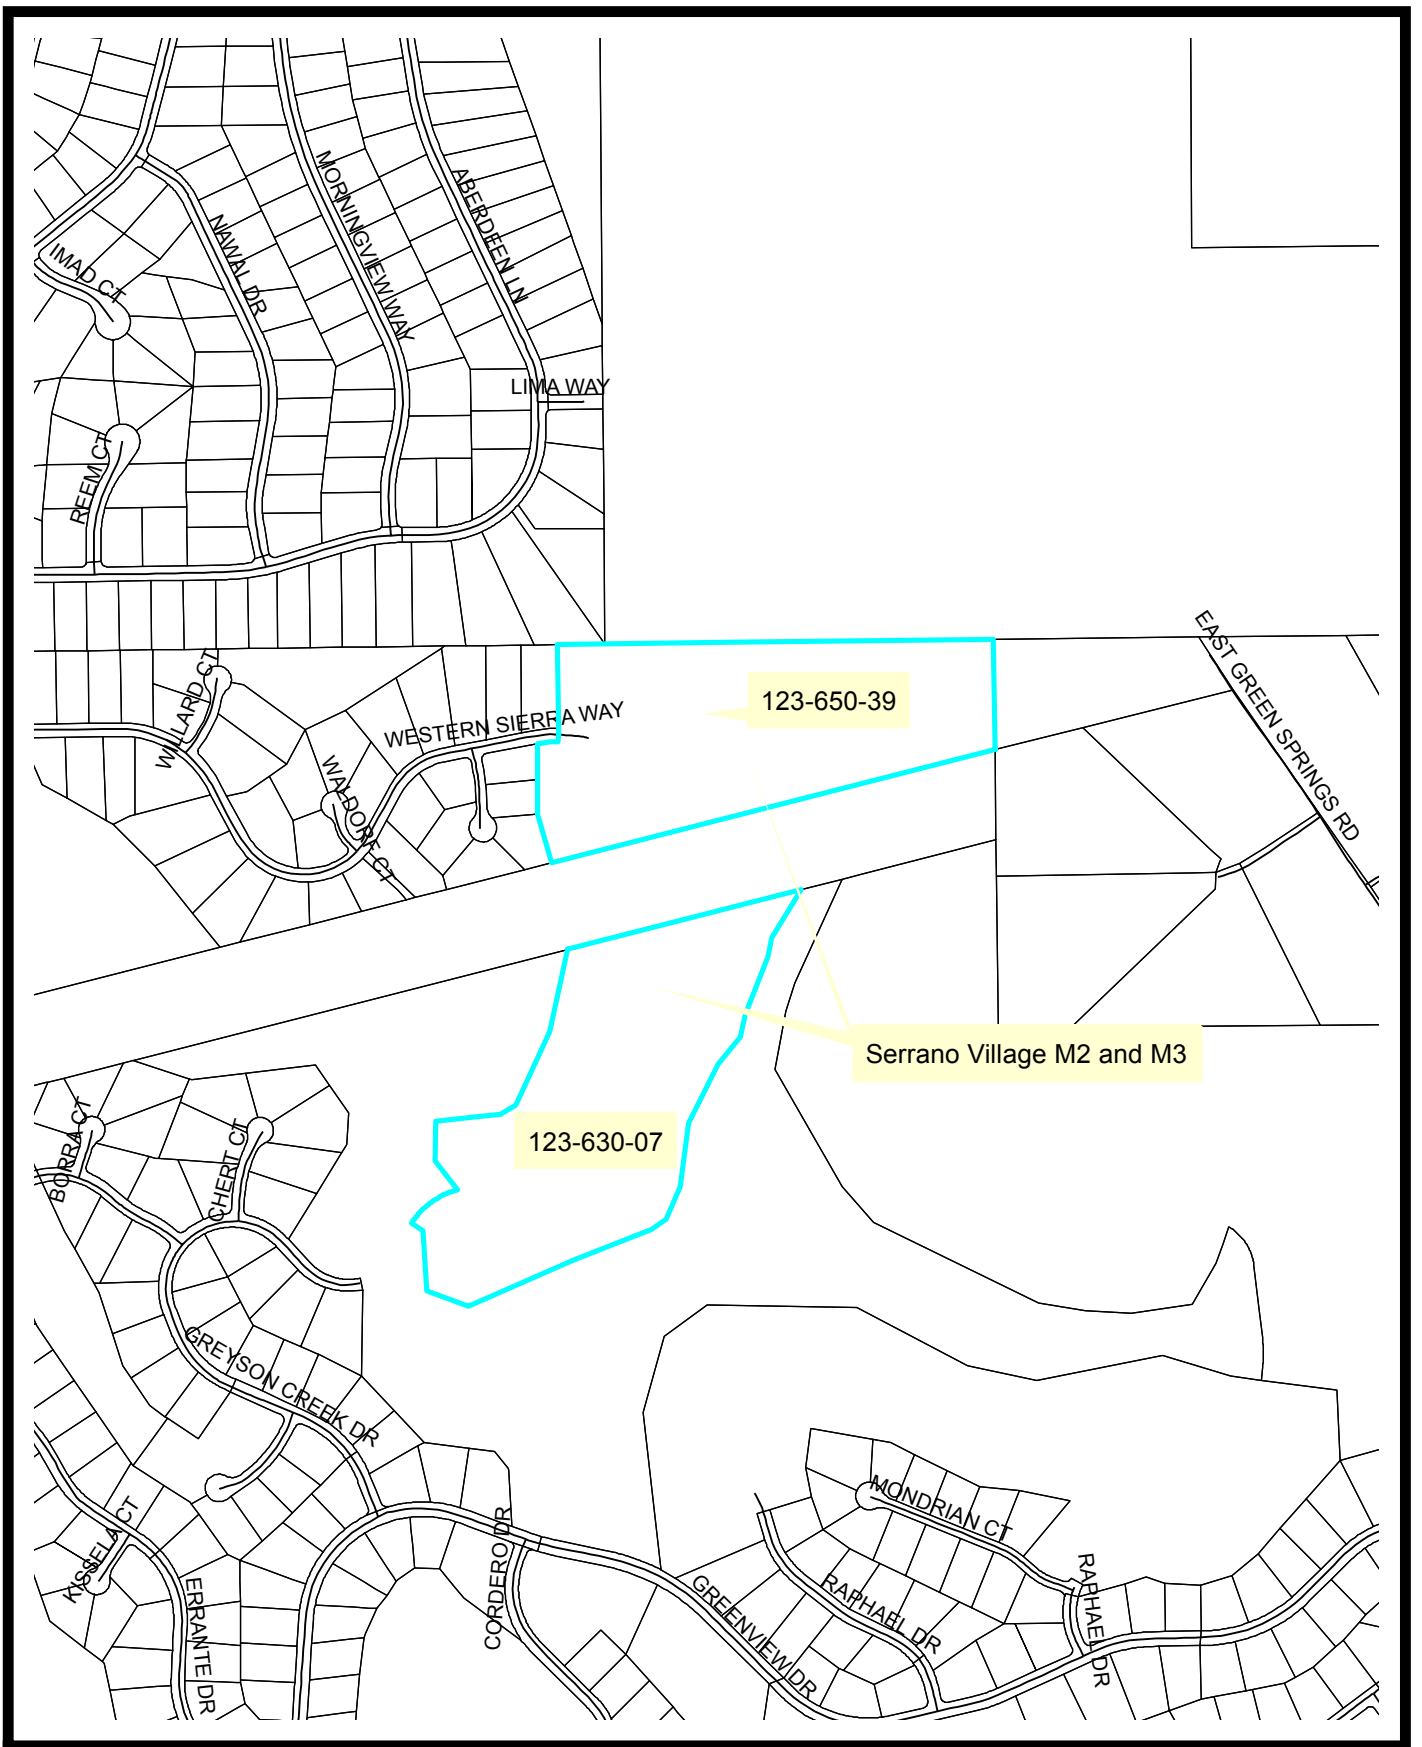 MORNINGVIEW WAY
ABERDEEN LN
NAWAL DR
IMAD CT
LIMA WAY
REEM CT
EAST GREEN SPRINGS RD
WILLARD CT
123-650-39
WESTERN SIERRA WAY
WALDORF CT
Serrano Village M2 and M3
BORRA CT
CHERT CT
123-630-07
GREYSON CREEK DR
KISSELA CT
MONDRIAN CT
CORDERO DR
ERRANTE DR
RAPHAEL DR
RAPHAEL DR
GREENVIEW DR